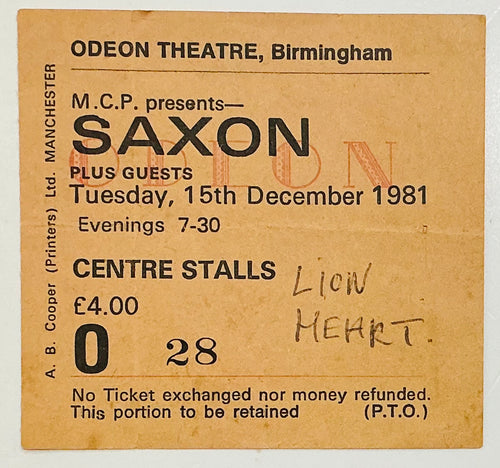 ODEON THEATRE, Birmingham
M.C.P. presents—
SAXON
ODEON
PLUS GUESTS
Tuesday, 15th December 1981
Evenings 7-30
CENTRE STALLS
£4.00
LION
HEART.
O 28
No Ticket exchanged nor money refunded.
This portion to be retained (P.T.O.)
A. B. Cooper (Printers) Ltd. MANCHESTER